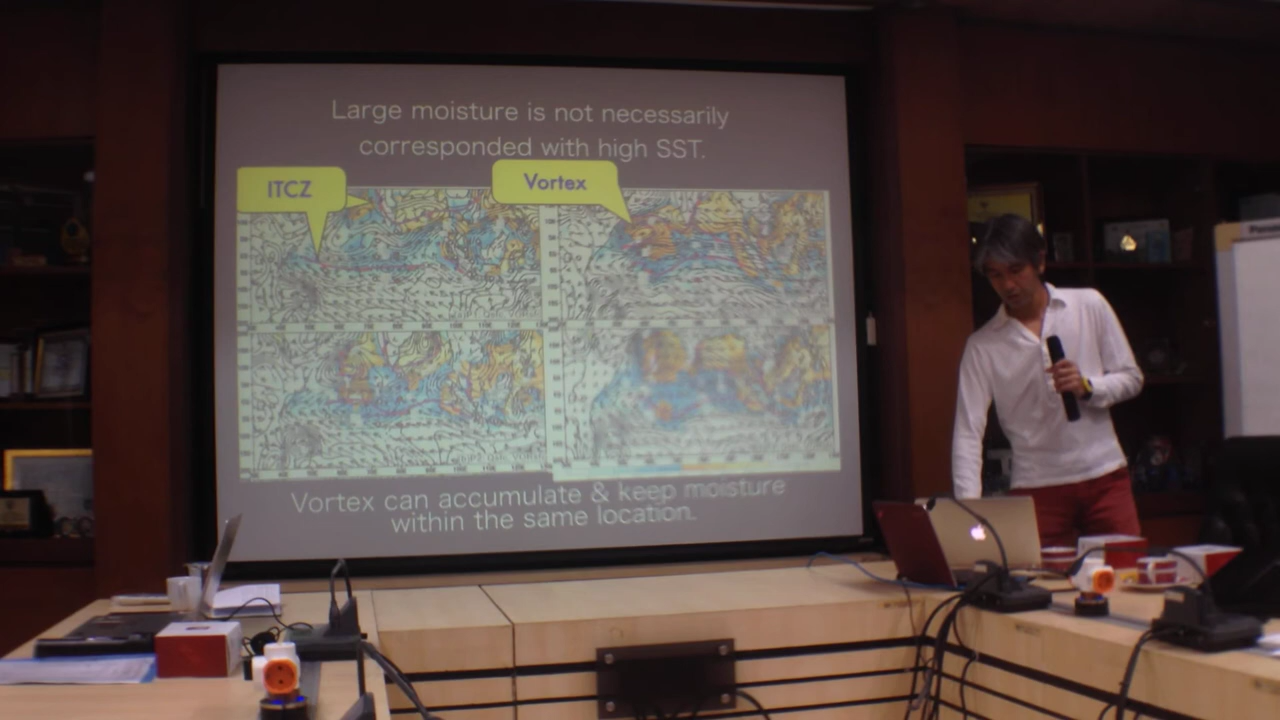 Large moisture is not necessarily
corresponded with high SST.
ITCZ
Vortex
Vortex can accumulate & keep moisture
within the same location.